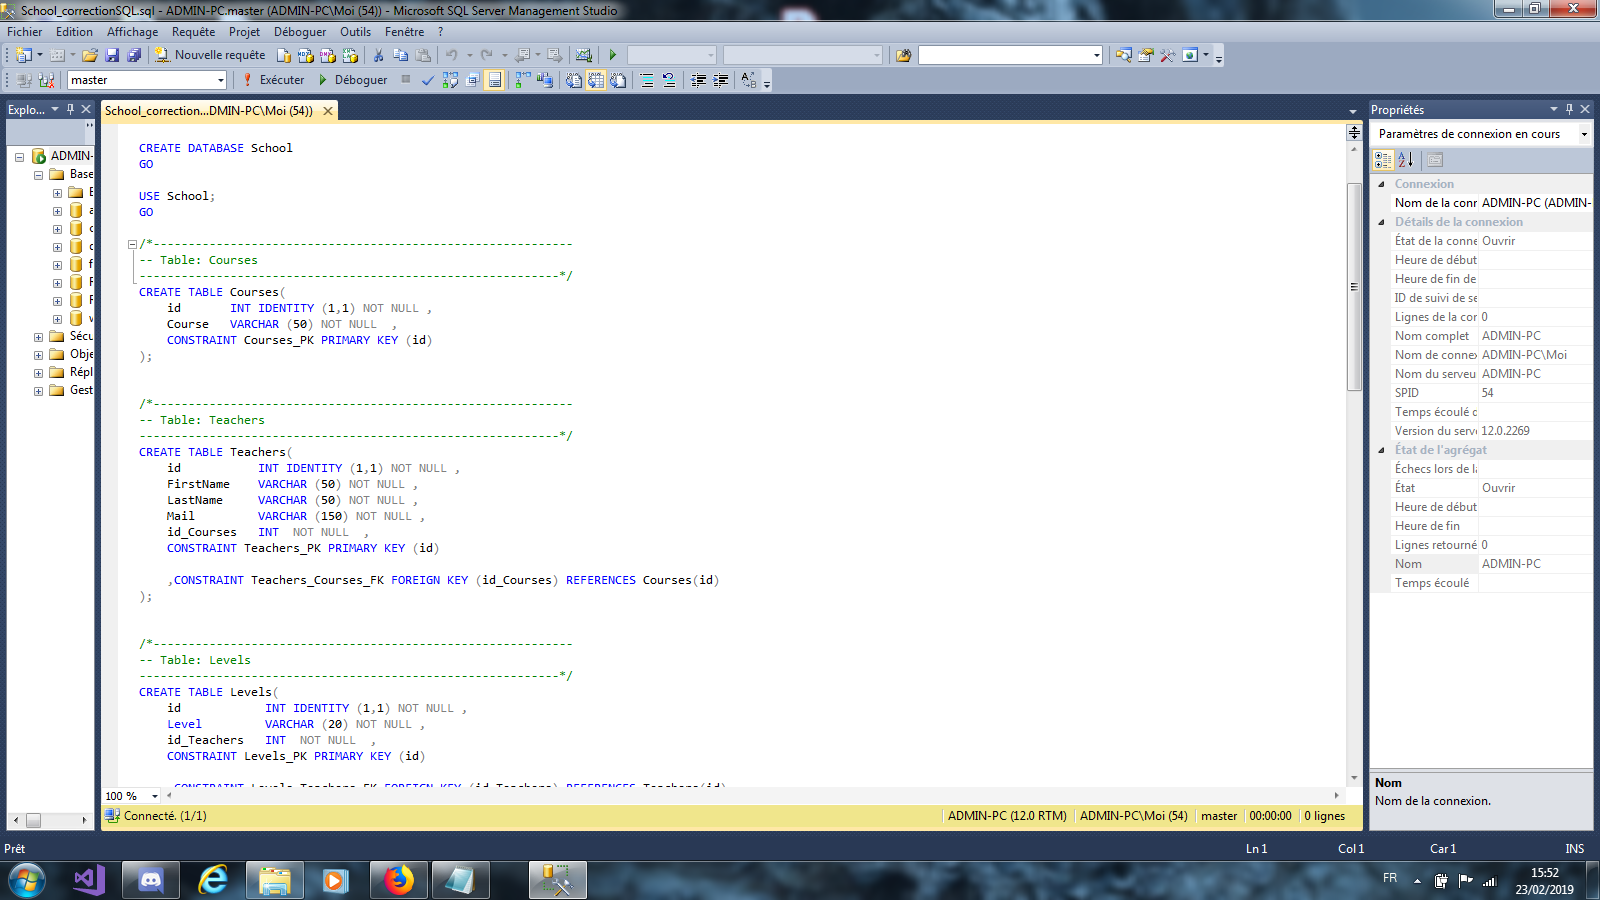 School_correctionSQL.sql - ADMIN-PC.master (ADMIN-PC\Moi (54)) - Microsoft SQL Server Management Studio
Fichier Edition Affichage Requête Projet Déboguer Outils Fenêtre ?
Nouvelle requête
master Exécuter Déboguer
Explo...
School_correction...DMIN-PC\Moi (54))
ADMIN-
Base
Sécu
Obje
Répl
Gest
CREATE DATABASE School
GO
USE School;
GO
/*------------------------------------------------------------
-- Table: Courses
------------------------------------------------------------*/
CREATE TABLE Courses(
id INT IDENTITY (1,1) NOT NULL ,
Course VARCHAR (50) NOT NULL ,
CONSTRAINT Courses_PK PRIMARY KEY (id)
);
/*------------------------------------------------------------
-- Table: Teachers
------------------------------------------------------------*/
CREATE TABLE Teachers(
id INT IDENTITY (1,1) NOT NULL ,
FirstName VARCHAR (50) NOT NULL ,
LastName VARCHAR (50) NOT NULL ,
Mail VARCHAR (150) NOT NULL ,
id_Courses INT NOT NULL ,
CONSTRAINT Teachers_PK PRIMARY KEY (id)
,CONSTRAINT Teachers_Courses_FK FOREIGN KEY (id_Courses) REFERENCES Courses(id)
);
/*------------------------------------------------------------
-- Table: Levels
------------------------------------------------------------*/
CREATE TABLE Levels(
id INT IDENTITY (1,1) NOT NULL ,
Level VARCHAR (20) NOT NULL ,
id_Teachers INT NOT NULL ,
CONSTRAINT Levels_PK PRIMARY KEY (id)
,CONSTRAINT Levels_Teachers_FK FOREIGN KEY (id_Teachers) REFERENCES Teachers(id)
100 %
Connecté. (1/1) ADMIN-PC (12.0 RTM) ADMIN-PC\Moi (54) master 00:00:00 0 lignes
Propriétés
Paramètres de connexion en cours
Connexion
Nom de la conn ADMIN-PC (ADMIN-
Détails de la connexion
État de la conne Ouvrir
Heure de début
Heure de fin de
ID de suivi de se
Lignes de la cor 0
Nom complet ADMIN-PC
Nom de connex ADMIN-PC\Moi
Nom du serveu ADMIN-PC
SPID 54
Temps écoulé d
Version du serv 12.0.2269
État de l'agrégat
Échecs lors de la
État Ouvrir
Heure de début
Heure de fin
Lignes retourné 0
Nom ADMIN-PC
Temps écoulé
Nom
Nom de la connexion.
Prêt Ln 1 Col 1 Car 1 INS
FR 15:52
23/02/2019